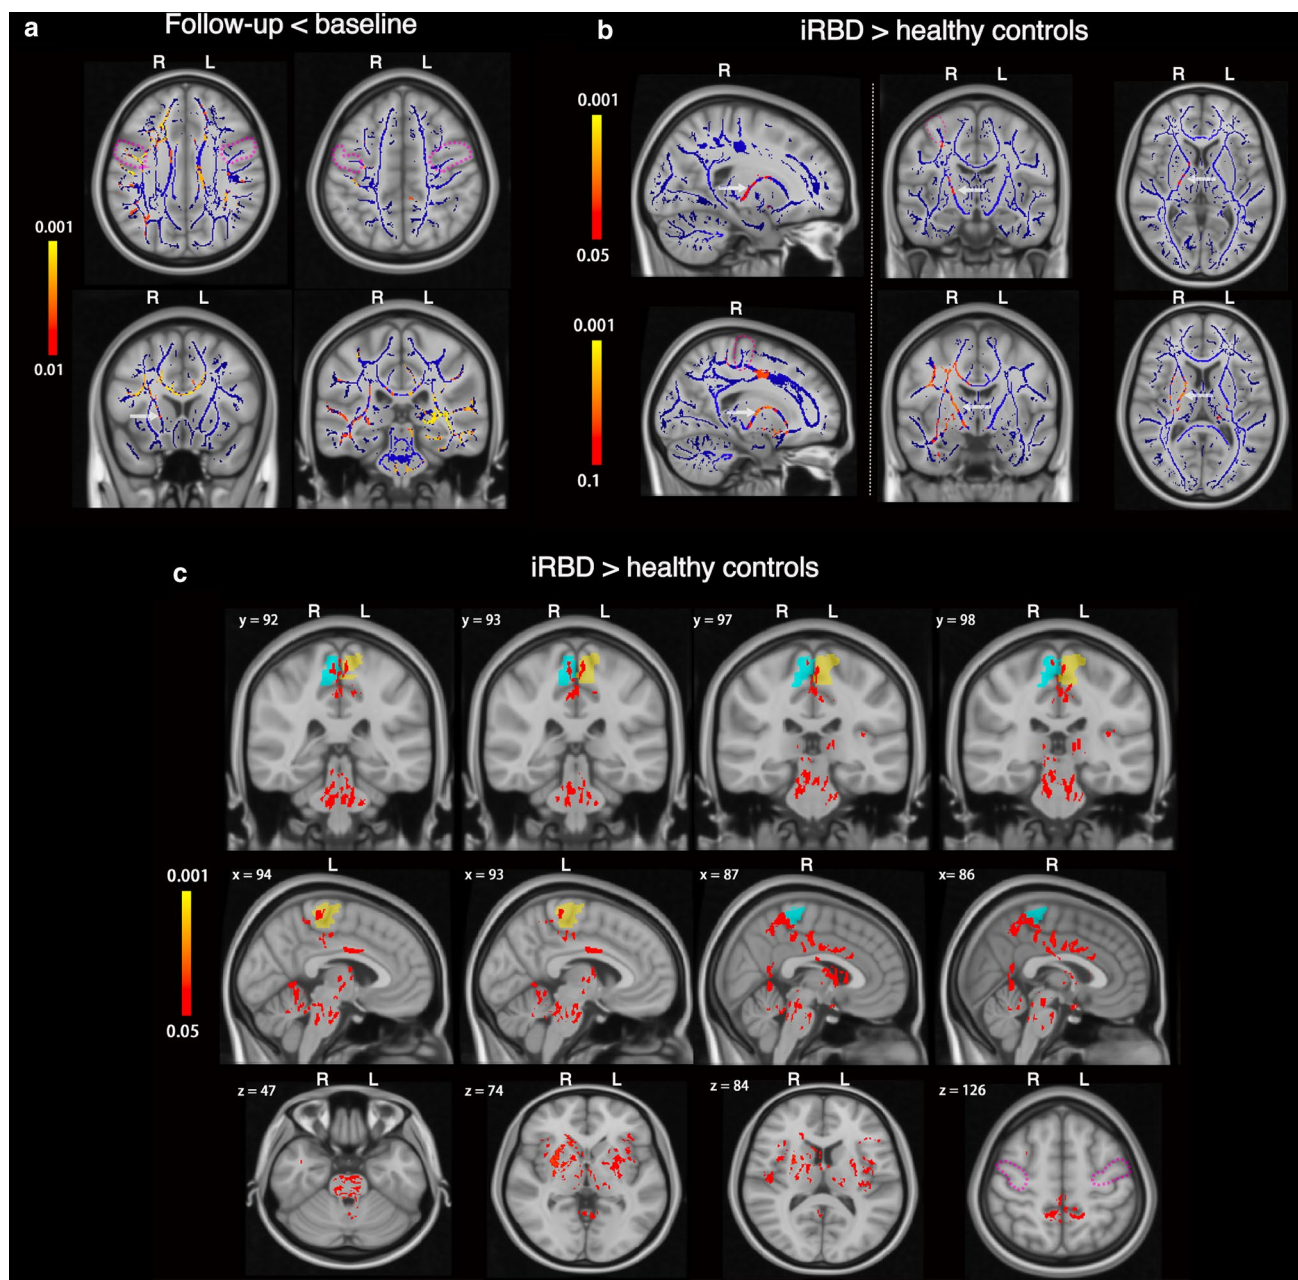 a
Follow-up < baseline
R L
R L
0.001
0.01
R L
R L
b
iRBD > healthy controls
R
R L
R L
0.001
0.05
R
R L
R L
0.001
0.1
c
iRBD > healthy controls
y = 92
R L
y = 93
R L
y = 97
R L
y = 98
R L
0.001
0.05
x = 94
L
x = 93
L
x = 87
R
x= 86
R
z = 47
R L
z = 74
R L
z = 84
R L
z = 126
R L